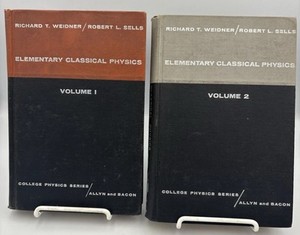 RICHARD T. WEIDNER / ROBERT L. SELLS
ELEMENTARY CLASSICAL PHYSICS
VOLUME I
COLLEGE PHYSICS SERIES / ALLYN AND BACON
RICHARD T. WEIDNER / ROBERT L. SELLS
ELEMENTARY CLASSICAL PHYSICS
VOLUME 2
COLLEGE PHYSICS SERIES / ALLYN AND BACON